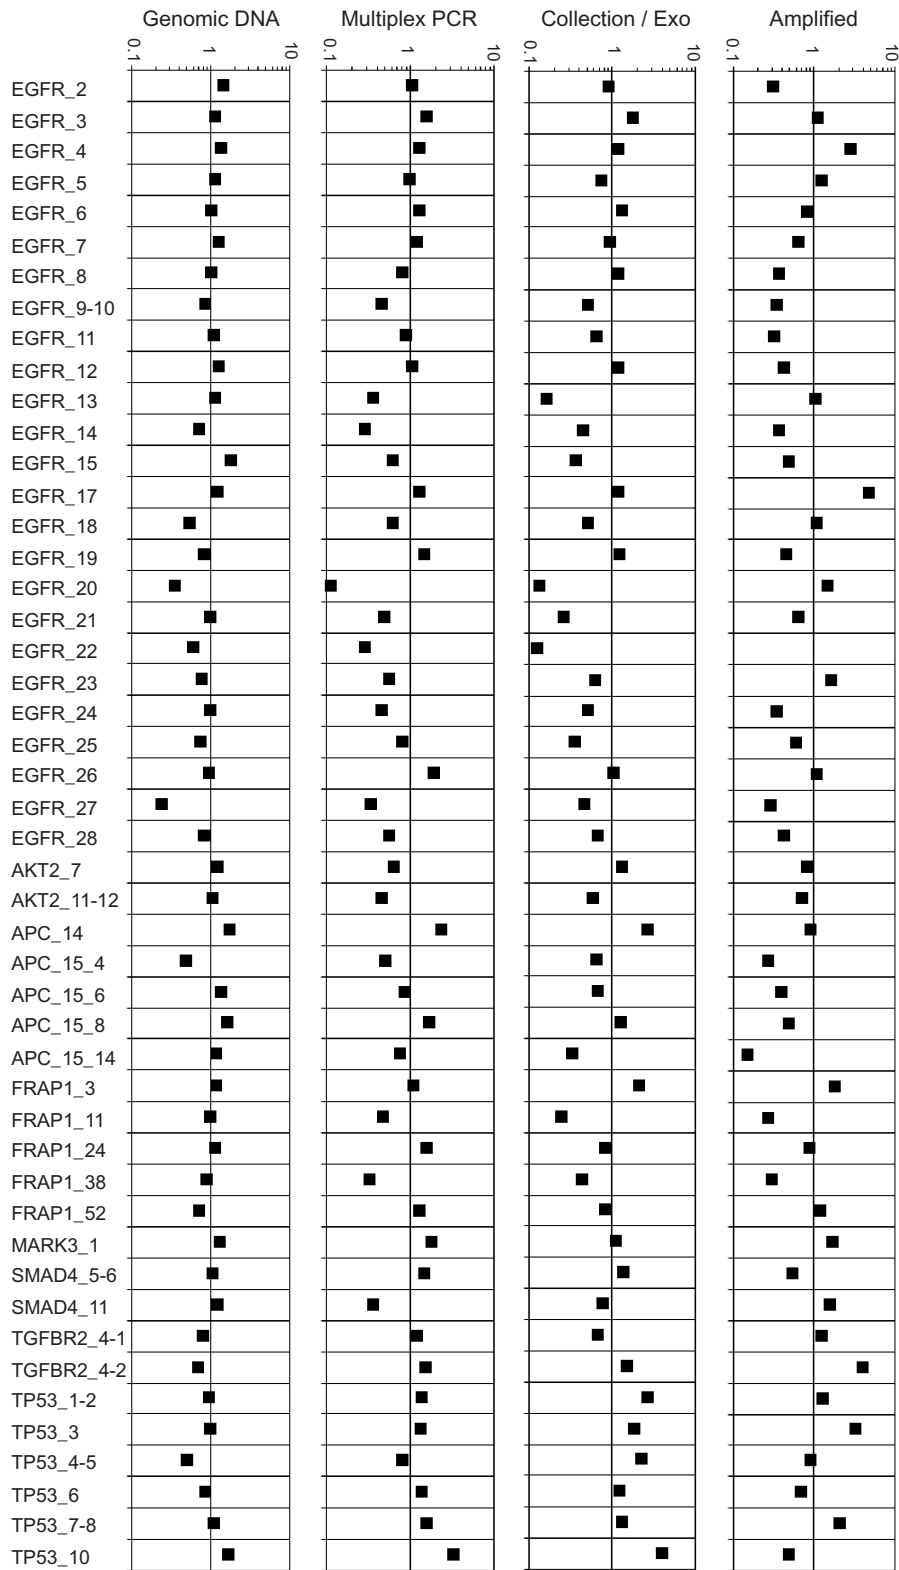 Genomic DNA Multiplex PCR Collection / Exo Amplified
0.1 1 10 0.1 1 10 0.1 1 10 0.1 1 10
EGFR_2
EGFR_3
EGFR_4
EGFR_5
EGFR_6
EGFR_7
EGFR_8
EGFR_9-10
EGFR_11
EGFR_12
EGFR_13
EGFR_14
EGFR_15
EGFR_17
EGFR_18
EGFR_19
EGFR_20
EGFR_21
EGFR_22
EGFR_23
EGFR_24
EGFR_25
EGFR_26
EGFR_27
EGFR_28
AKT2_7
AKT2_11-12
APC_14
APC_15_4
APC_15_6
APC_15_8
APC_15_14
FRAP1_3
FRAP1_11
FRAP1_24
FRAP1_38
FRAP1_52
MARK3_1
SMAD4_5-6
SMAD4_11
TGFBR2_4-1
TGFBR2_4-2
TP53_1-2
TP53_3
TP53_4-5
TP53_6
TP53_7-8
TP53_10